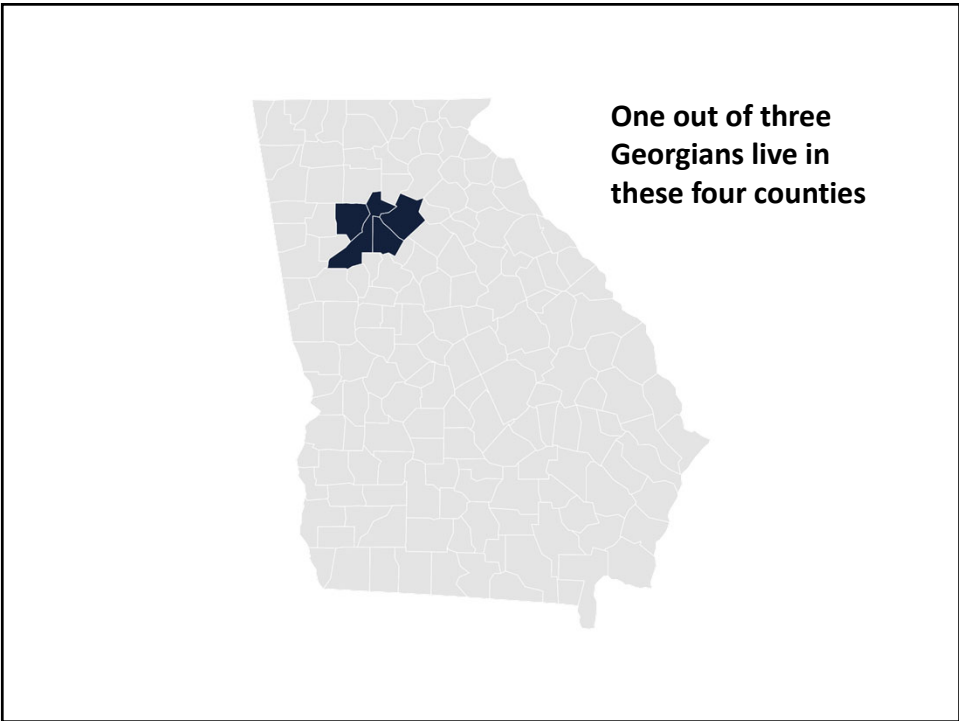 One out of three
Georgians live in
these four counties